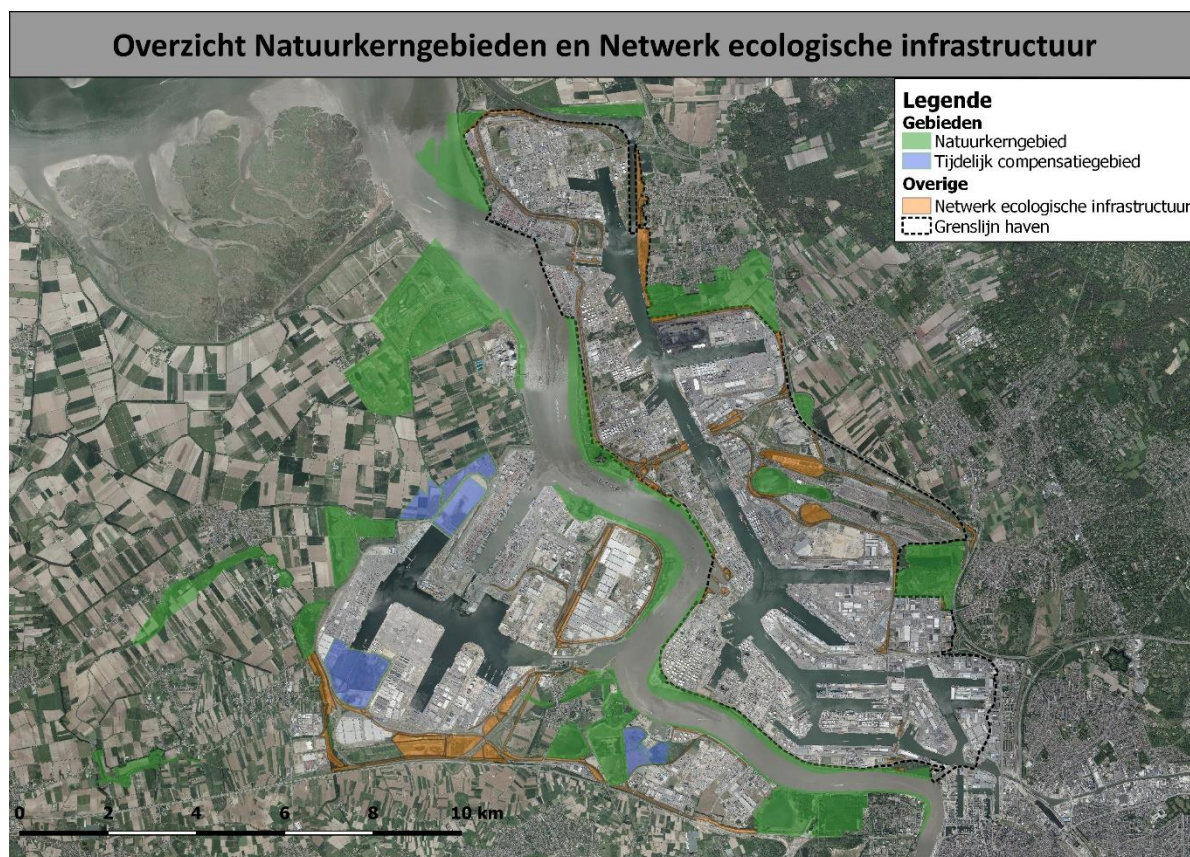 Overzicht Natuurkerngebieden en Netwerk ecologische infrastructuur
Legende
Gebieden
Natuurkerngebied
Tijdelijk compensatiegebied
Overige
Netwerk ecologische infrastructuur
Grenslijn haven
0 2 4 6 8 10 km